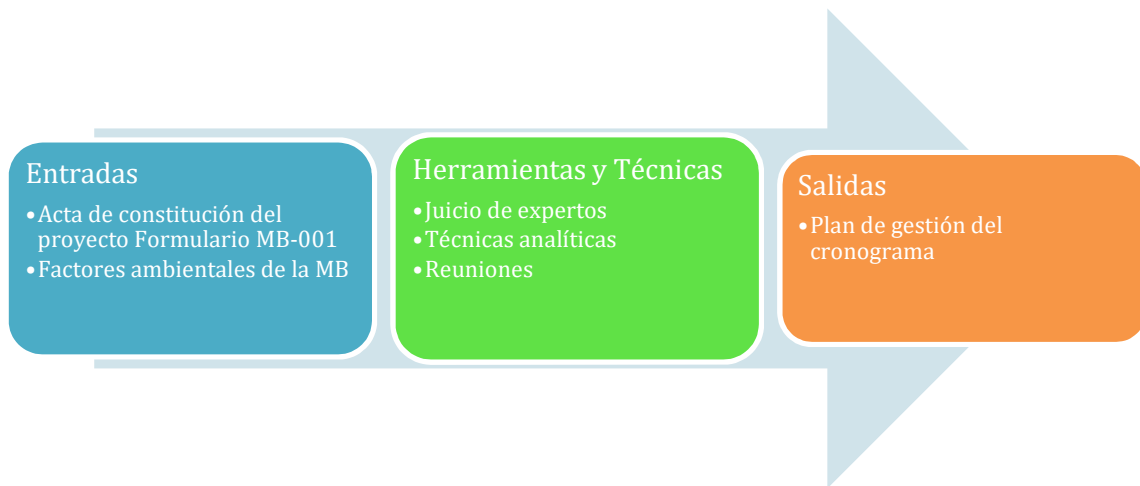 Entradas
•Acta de constitución del
proyecto Formulario MB-001
•Factores ambientales de la MB
Herramientas y Técnicas
•Juicio de expertos
•Técnicas analíticas
•Reuniones
Salidas
•Plan de gestión del
cronograma